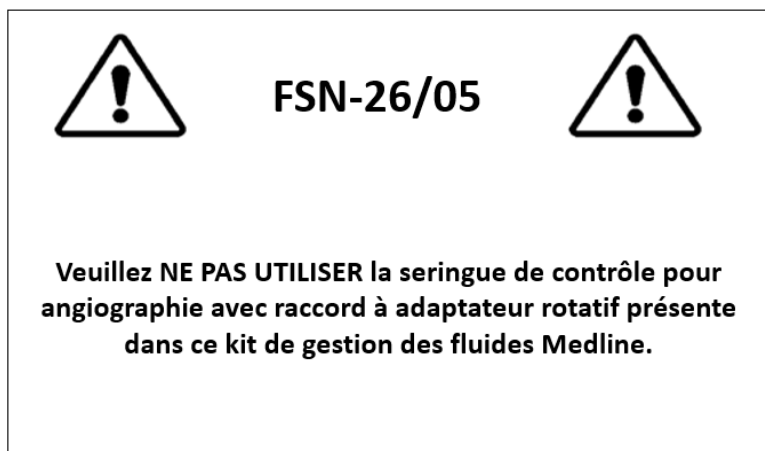 FSN-26/05
Veuillez NE PAS UTILISER la seringue de contrôle pour
angiographie avec raccord à adaptateur rotatif présente
dans ce kit de gestion des fluides Medline.